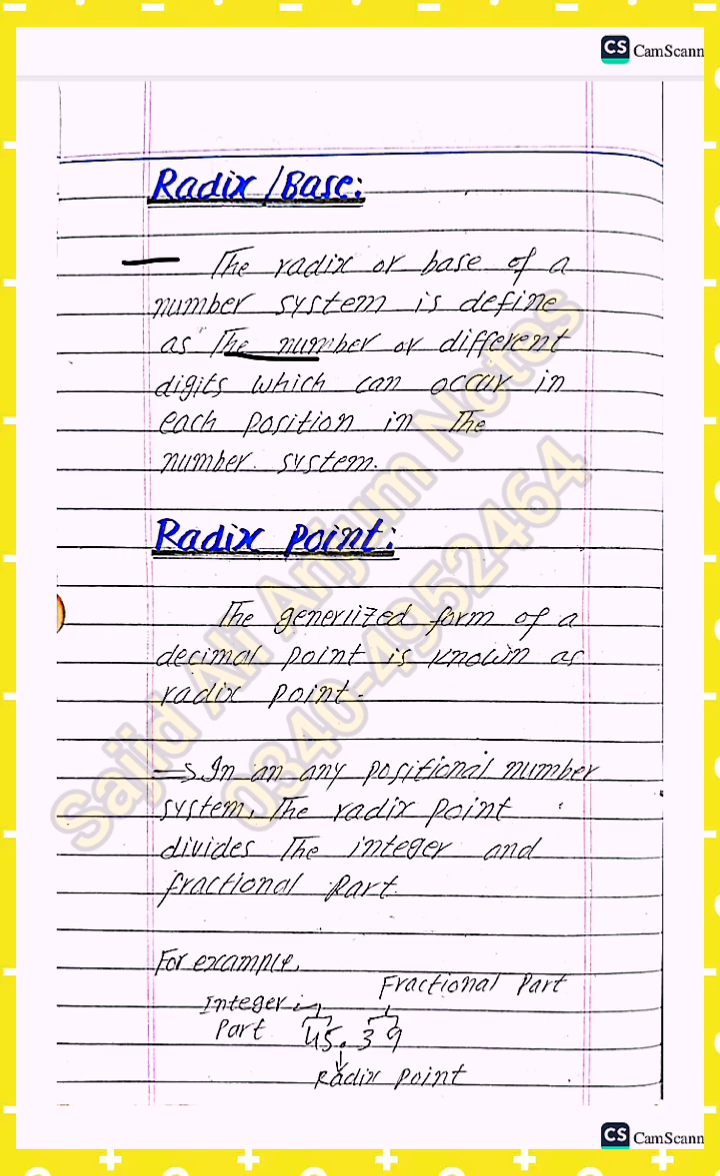 CS CamScann
Radix / Base:
The radix or base of a
number system is define
as "The number or different
digits which can occur in
each position in The
number system.
Radix Point:
The generlized form of a
decimal point is known as
radix point.
=> In an any positional number
system, The radix point
divides The integer and
fractional Part.
For example,
Fractional Part
Integer
Part 45.39
Radix Point
Sajid Ali Anjum Notes
0340-4952464
CS CamScann